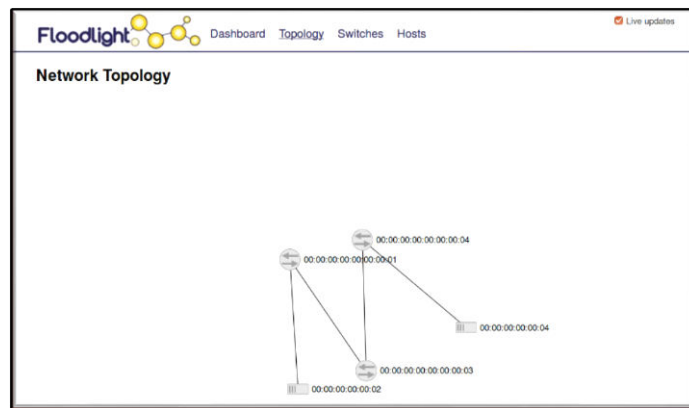 Floodlight Dashboard Topology Switches Hosts Live updates
Network Topology
00:00:00:00:00:00:00:04
00:00:00:00:00:00:00:01
00:00:00:00:00:04
00:00:00:00:00:00:00:03
00:00:00:00:00:02